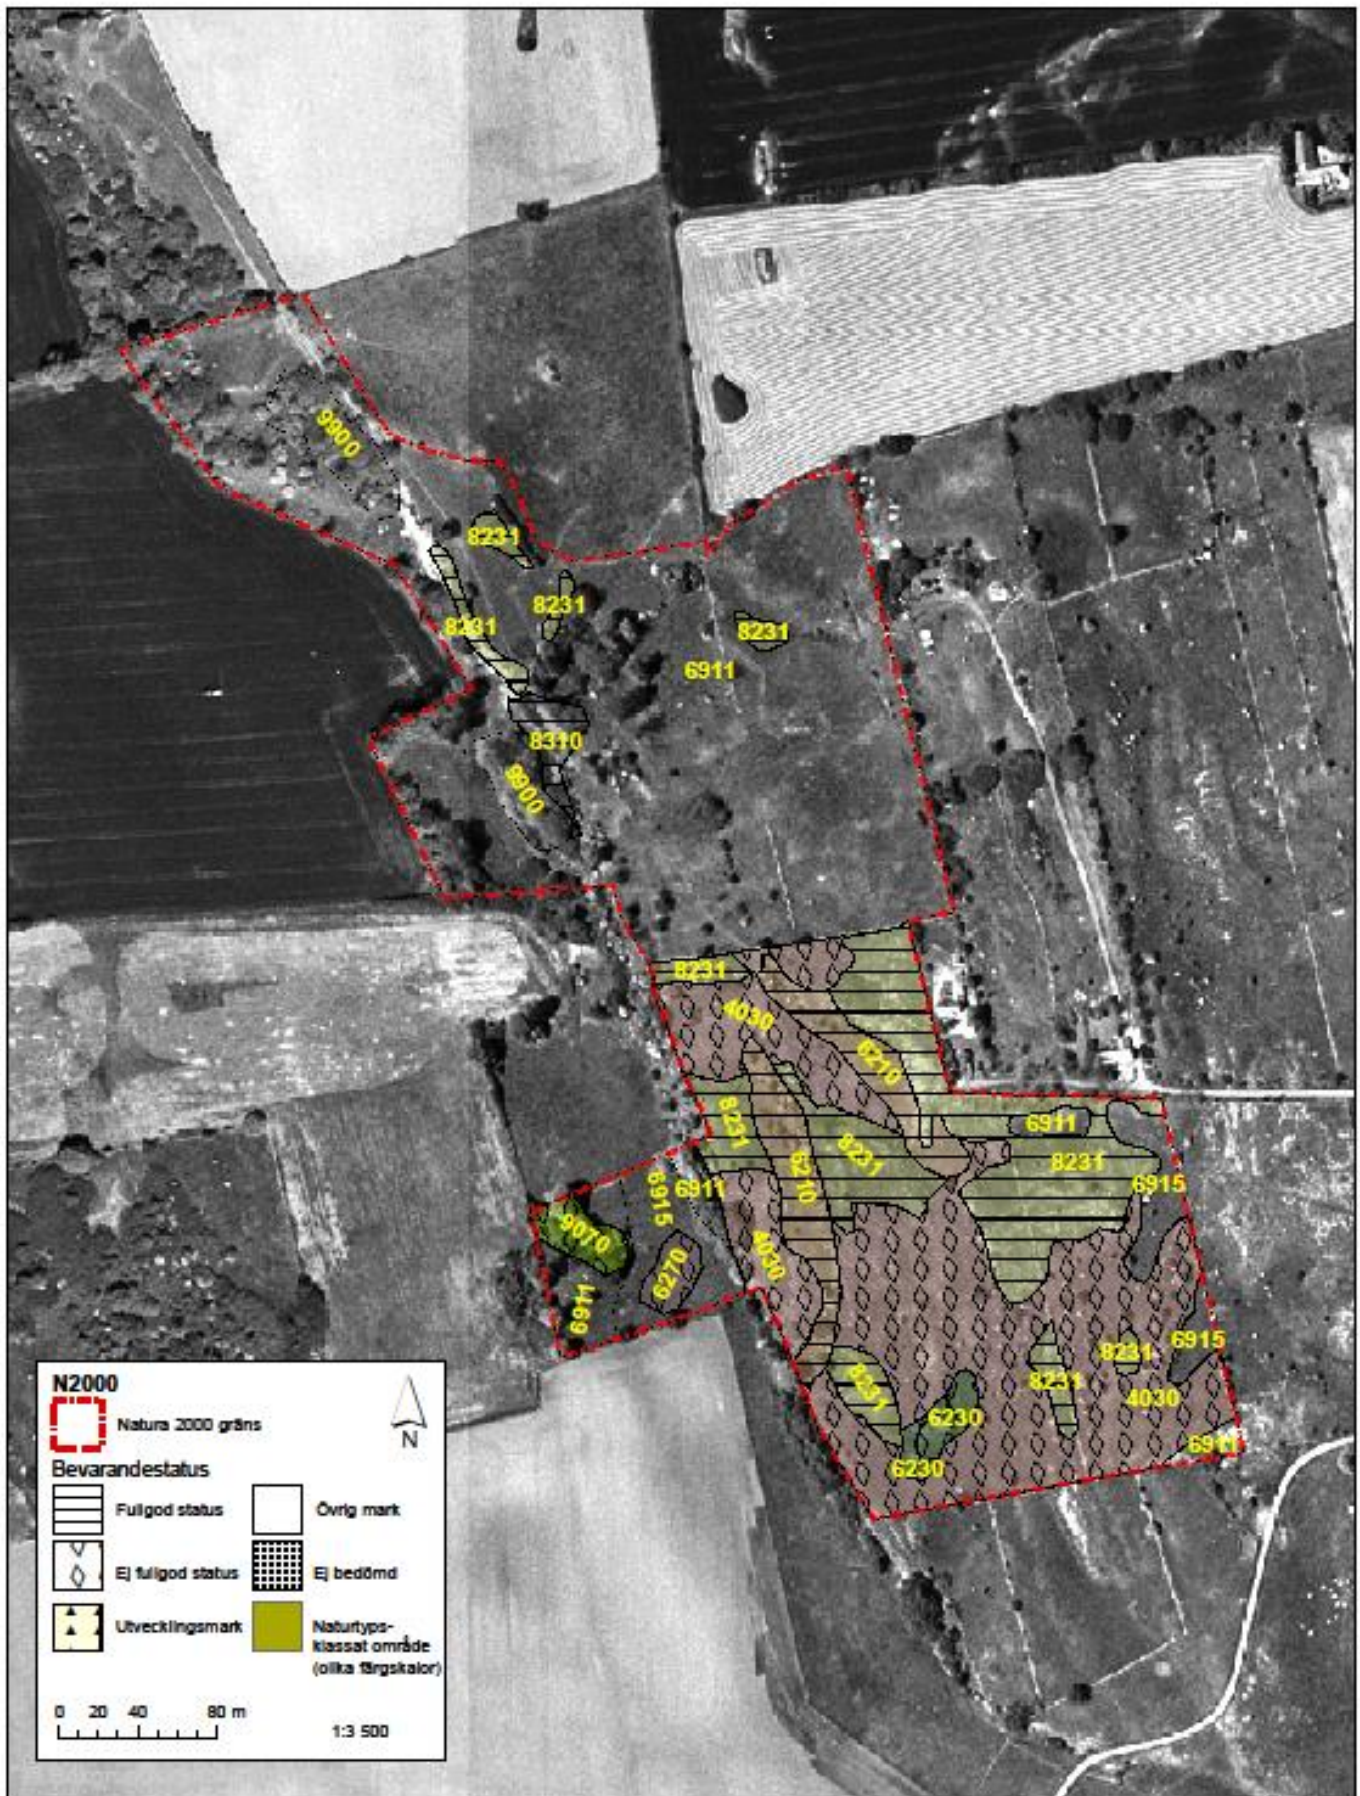 9900
8231
8231
8231
8231
6911
8310
9900
8231
4030
6210
8231
6911
8231
8231
6210
6915
6911
6915
9070
4030
6270
6911
6915
8231
8231
8231
4030
6230
6911
6230
N2000
Natura 2000 gräns
N
Bevarandestatus
Fullgod status
Övrig mark
Ej fullgod status
Ej bedömd
Utvecklingsmark
Naturtyps-
klassat område
(olika färgskalor)
0 20 40 80 m
1:3 500